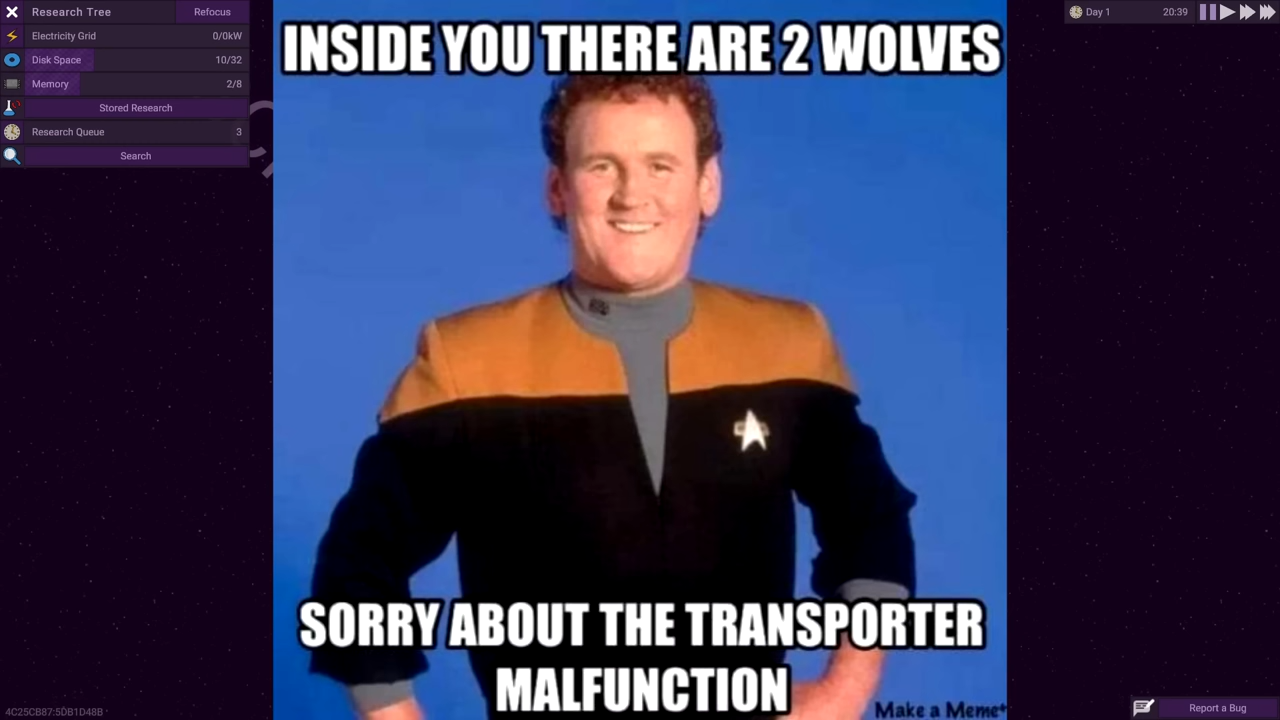 Research Tree
Refocus
Electricity Grid 0/0kW
Disk Space 10/32
Memory 2/8
Stored Research
Research Queue 3
Search
INSIDE YOU THERE ARE 2 WOLVES
SORRY ABOUT THE TRANSPORTER
MALFUNCTION
Make a Meme
Day 1 20:39
4C25CB87:5DB1D48B
Report a Bug